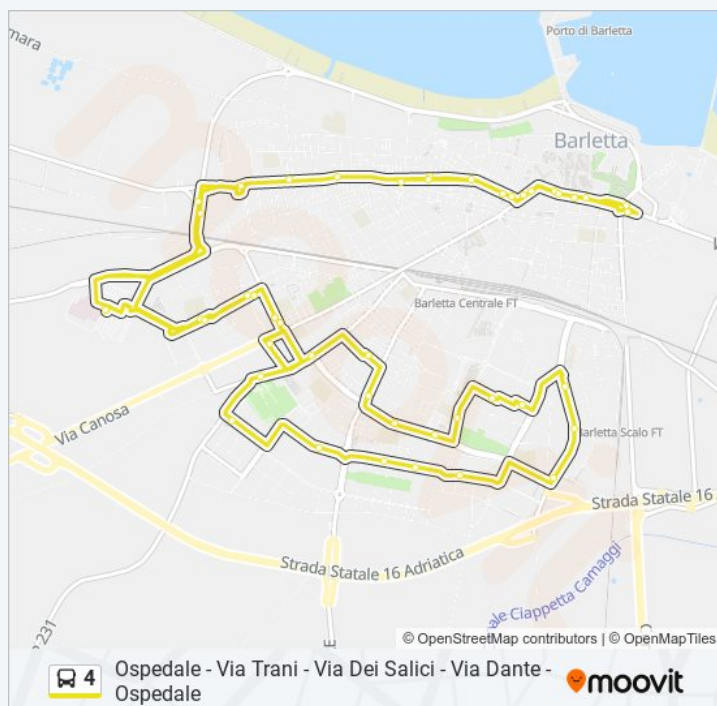 mara
Porto di Barletta
Barletta
Barletta Centrale FT
Via Canosa
Barletta Scalo FT
Strada Statale 16
Strada Statale 16 Adriatica
ale Ciappetta Camaggi
231
E
© OpenStreetMap contributors | © OpenMapTiles
4
Ospedale - Via Trani - Via Dei Salici - Via Dante -
Ospedale
moovit